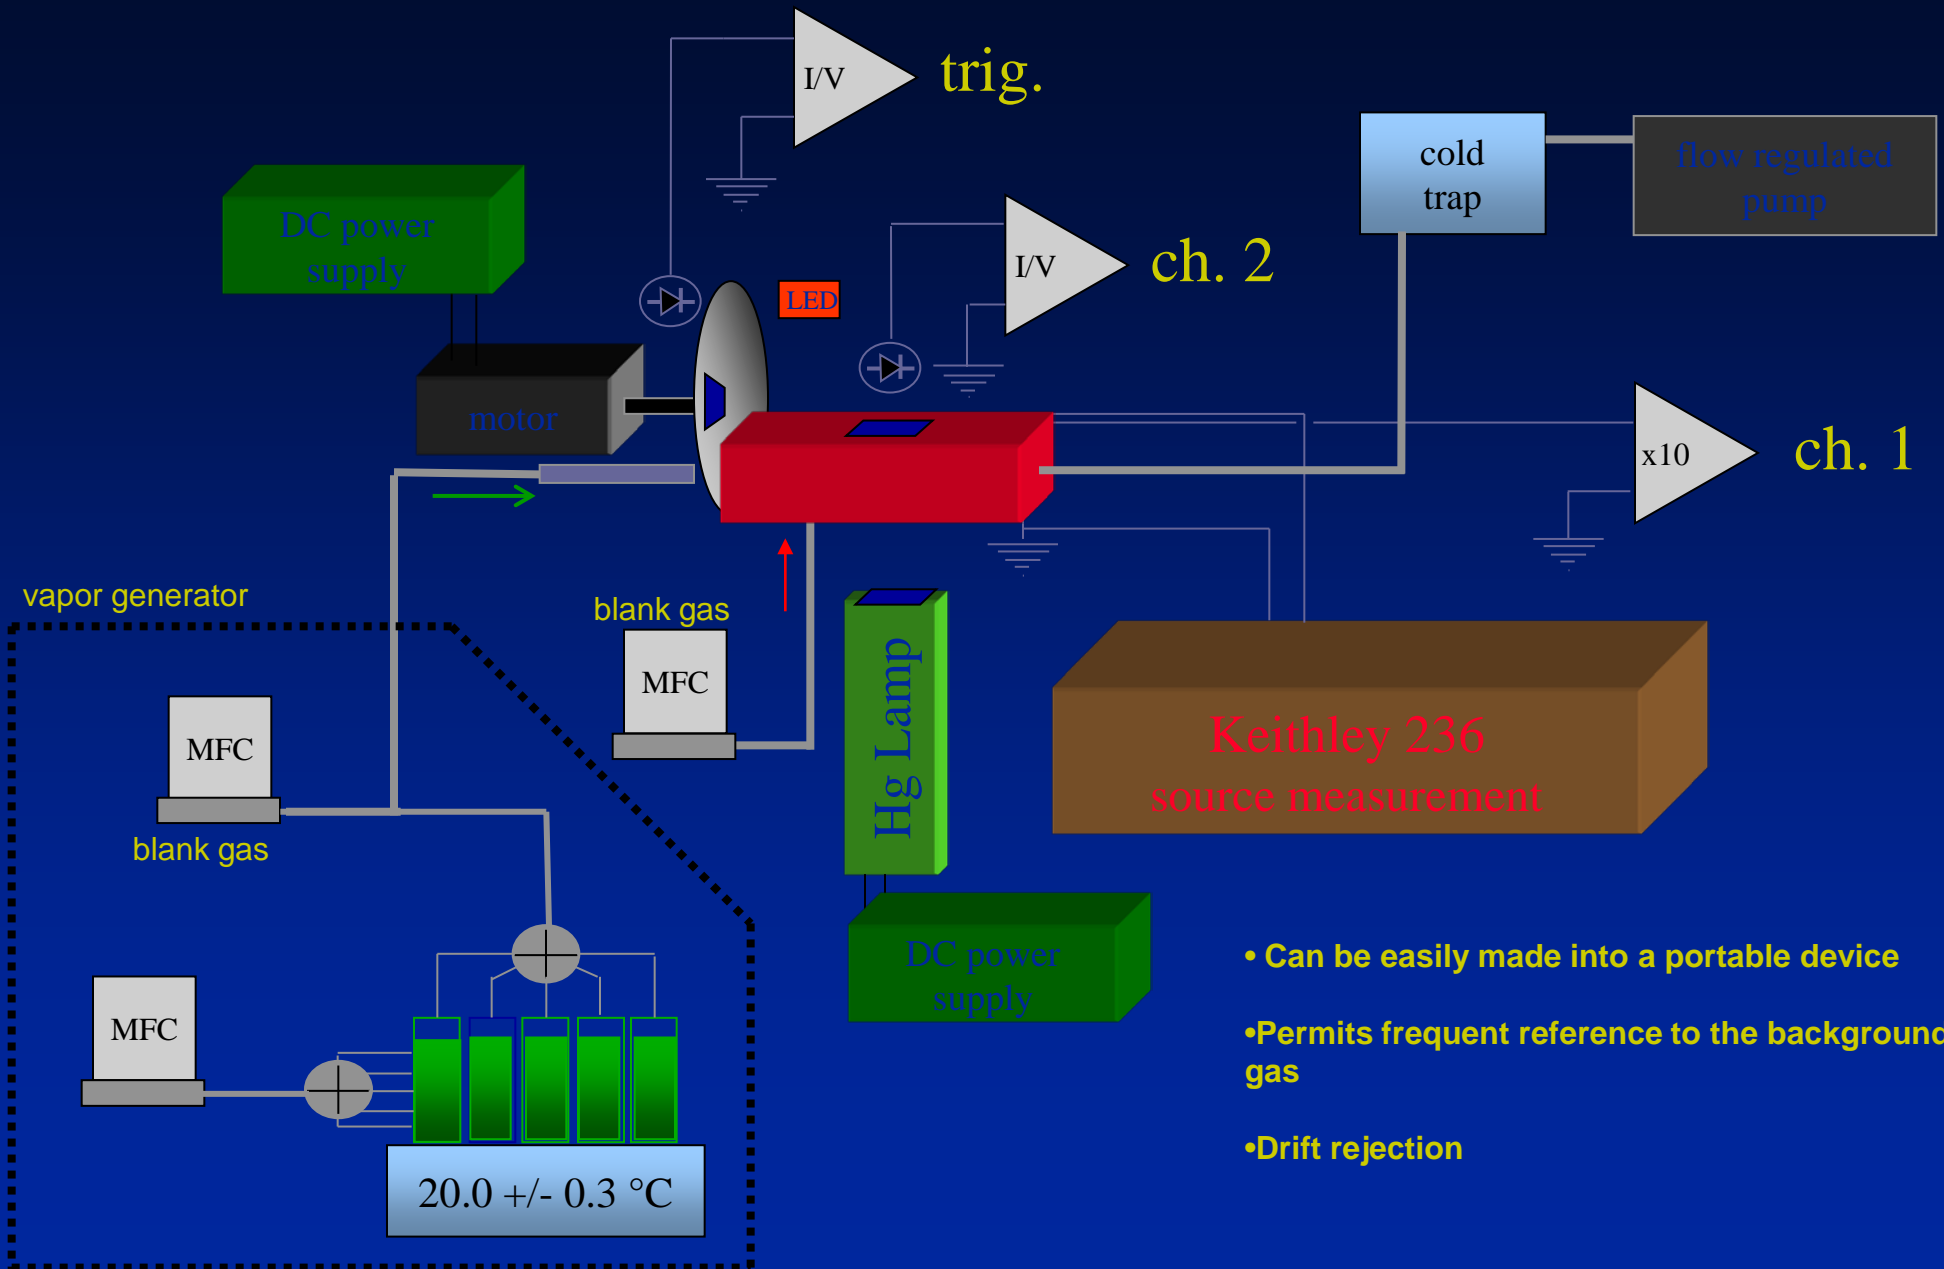 I/V
trig.
DC power
supply
LED
I/V
ch. 2
cold
trap
flow regulated
pump
motor
x10
ch. 1
vapor generator
blank gas
MFC
MFC
blank gas
Hg Lamp
Keithley 236
source measurement
DC power
supply
MFC
20.0 +/- 0.3 °C
• Can be easily made into a portable device
•Permits frequent reference to the background
gas
•Drift rejection